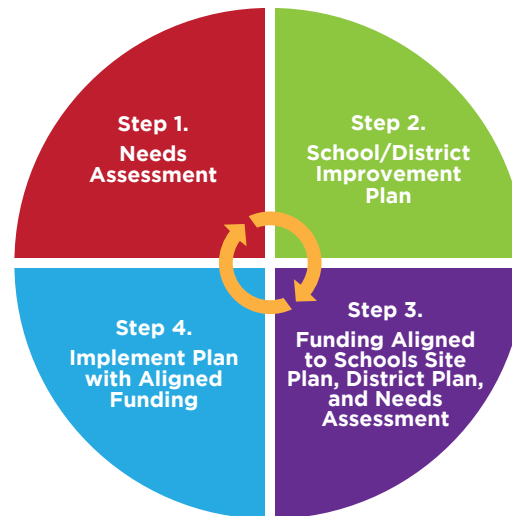 Step 1.
Needs
Assessment
Step 2.
School/District
Improvement
Plan
Step 3.
Funding Aligned
to Schools Site
Plan, District Plan,
and Needs
Assessment
Step 4.
Implement Plan
with Aligned
Funding